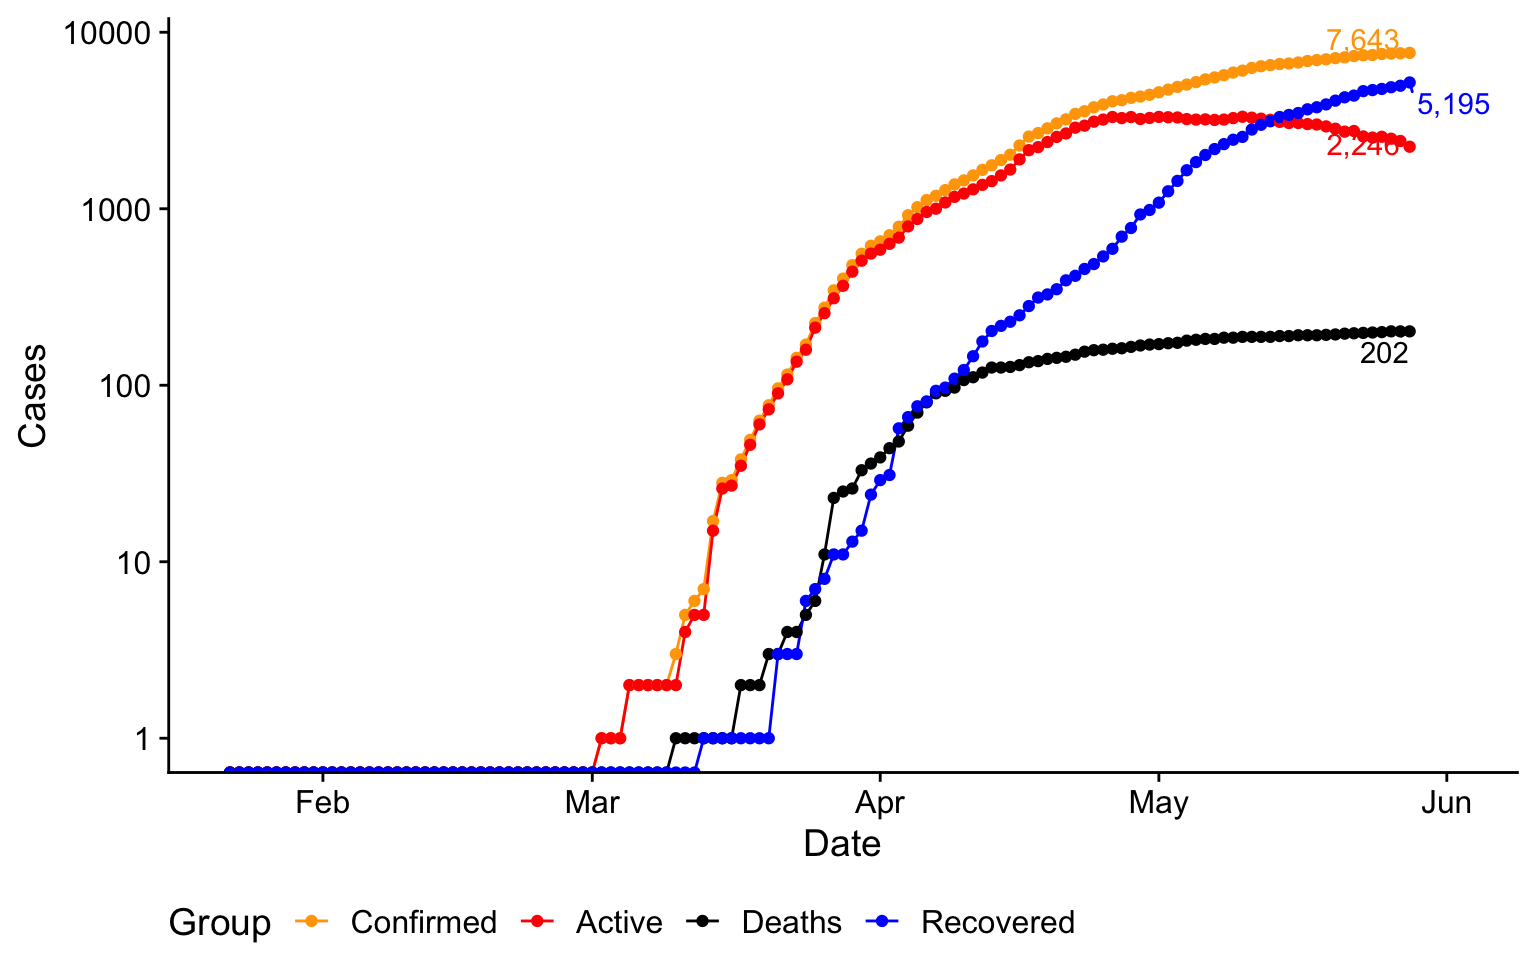 10000
1000
100
10
1
Cases
7,643
5,195
2,246
202
Feb Mar Apr May Jun
Date
Group Confirmed Active Deaths Recovered